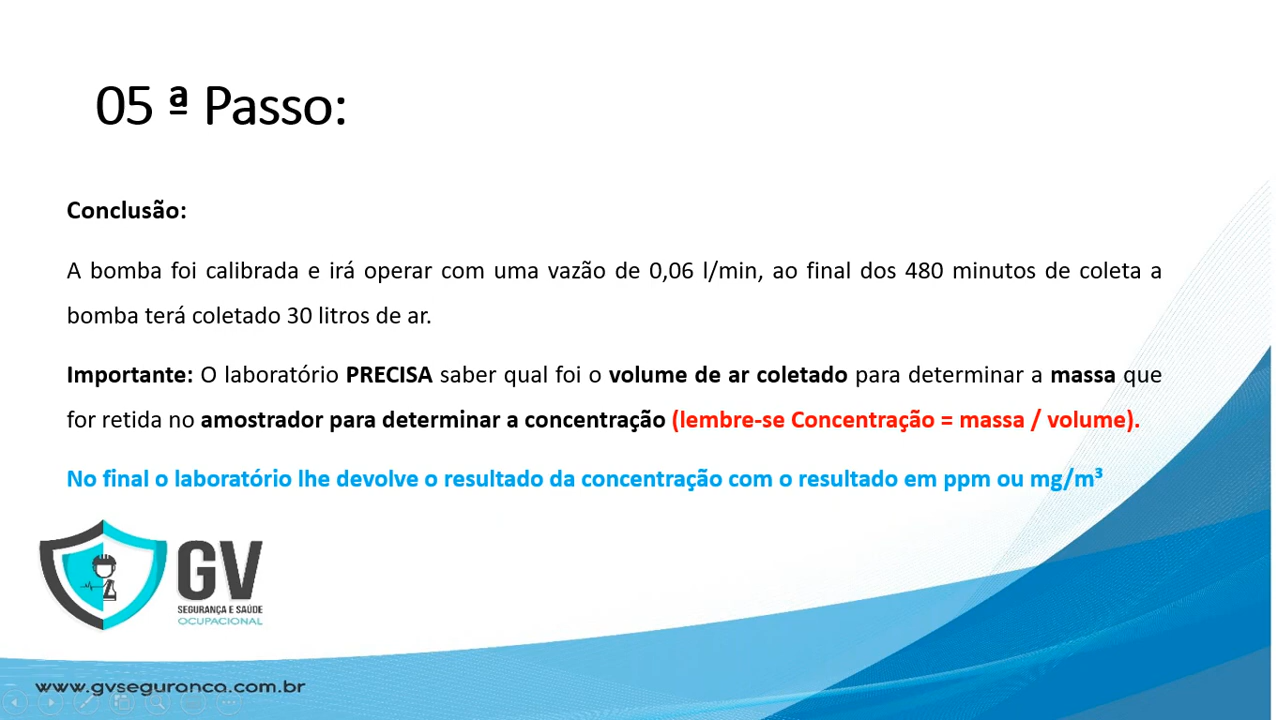 05 ª Passo:
Conclusão:
A bomba foi calibrada e irá operar com uma vazão de 0,06 l/min, ao final dos 480 minutos de coleta a
bomba terá coletado 30 litros de ar.
Importante: O laboratório PRECISA saber qual foi o volume de ar coletado para determinar a massa que
for retida no amostrador para determinar a concentração (lembre-se Concentração = massa / volume).
No final o laboratório lhe devolve o resultado da concentração com o resultado em ppm ou mg/m³
GV
SEGURANÇA E SAÚDE
OCUPACIONAL
www.gvseguranca.com.br